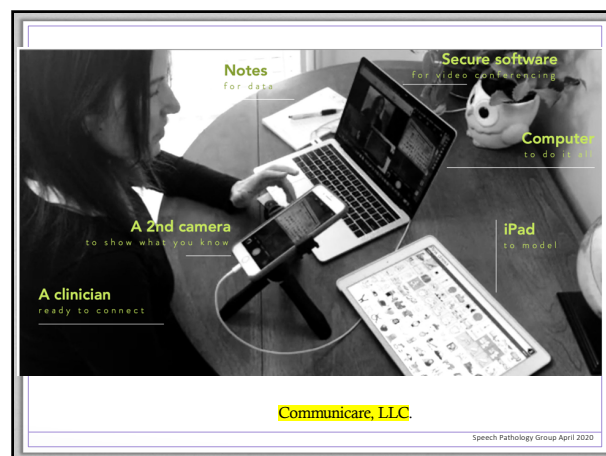 Notes
for data
Secure software
for video conferencing
Computer
to do it all
A 2nd camera
to show what you know
iPad
to model
A clinician
ready to connect
Communicare, LLC.
Speech Pathology Group April 2020